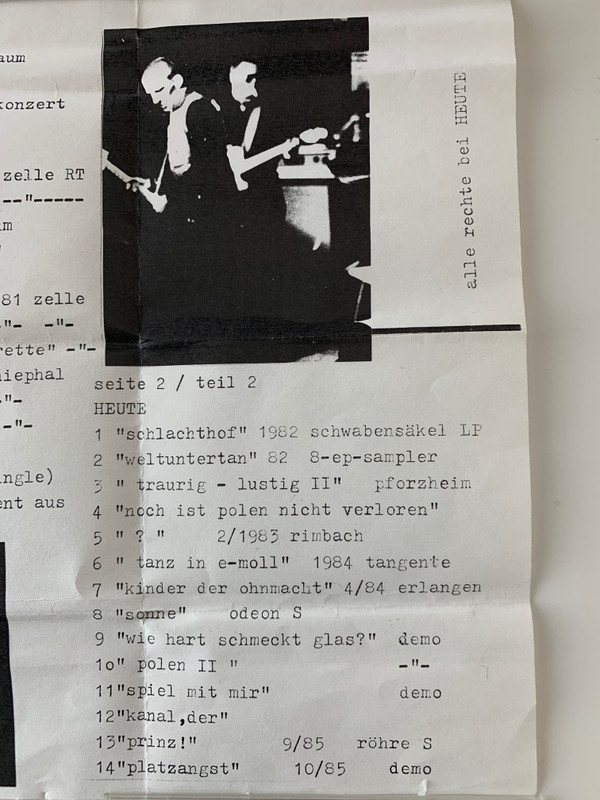 aum
konzert
zelle RT
--"-----
im
81 zelle
"- -"-
rette" -"-
niephal
"-
-"-
ngle)
ent aus
alle rechte bei HEUTE
seite 2 / teil 2
HEUTE
1 "schlachthof" 1982 schwabensäkel LP
2 "weltuntertan" 82 8-ep-sampler
3 " traurig - lustig II" pforzheim
4 "noch ist polen nicht verloren"
5 " ? " 2/1983 rimbach
6 " tanz in e-moll" 1984 tangente
7 "kinder der ohnmacht" 4/84 erlangen
8 "sonne" odeon S
9 "wie hart schmeckt glas?" demo
1o" polen II " -"-
11"spiel mit mir" demo
12"kanal,der"
13"prinz!" 9/85 röhre S
14"platzangst" 10/85 demo